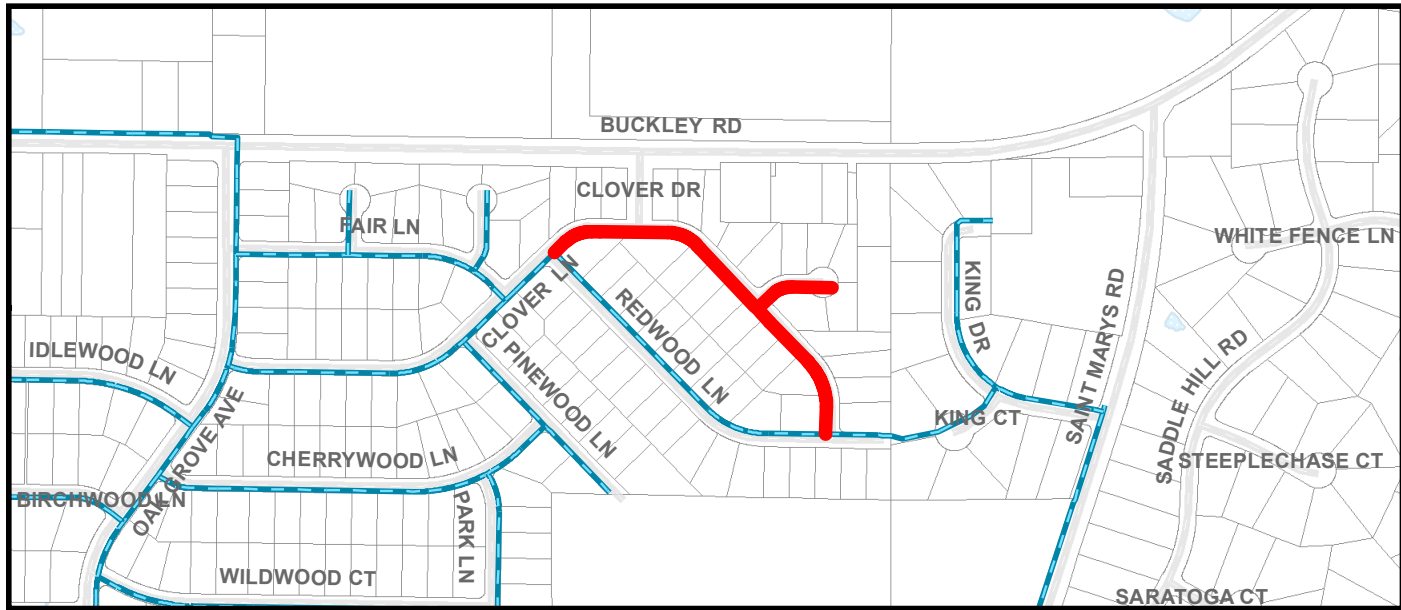 BUCKLEY RD
CLOVER DR
FAIR LN
WHITE FENCE LN
CLOVER LN
KING DR
REDWOOD LN
SAINT MARYS RD
IDLEWOOD LN
PINEWOOD LN
SADDLE HILL RD
OAK GROVE AVE
KING CT
CHERRYWOOD LN
STEEPLECHASE CT
BIRCHWOOD LN
PARK LN
WILDWOOD CT
SARATOGA CT